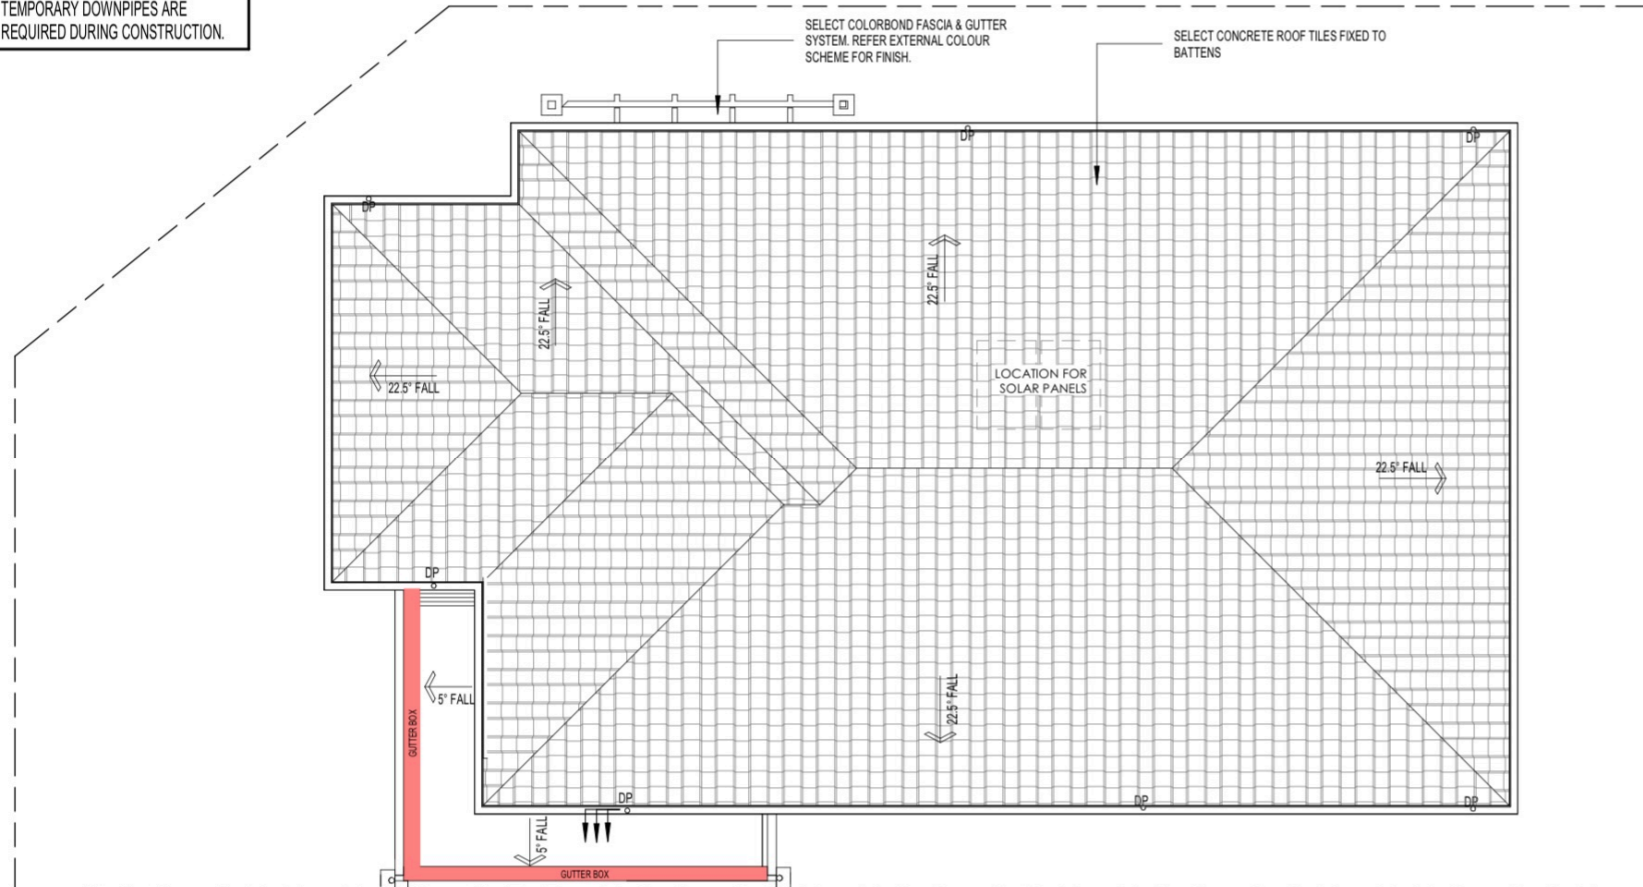 TEMPORARY DOWNPIPES ARE
REQUIRED DURING CONSTRUCTION.
SELECT COLORBOND FASCIA & GUTTER
SYSTEM. REFER EXTERNAL COLOUR
SCHEME FOR FINISH.
SELECT CONCRETE ROOF TILES FIXED TO
BATTENS
DP
DP
DP
22.5° FALL
22.5° FALL
22.5° FALL
LOCATION FOR
SOLAR PANELS
22.5° FALL
DP
5° FALL
GUTTER BOX
22.5° FALL
DP
DP
DP
5° FALL
GUTTER BOX